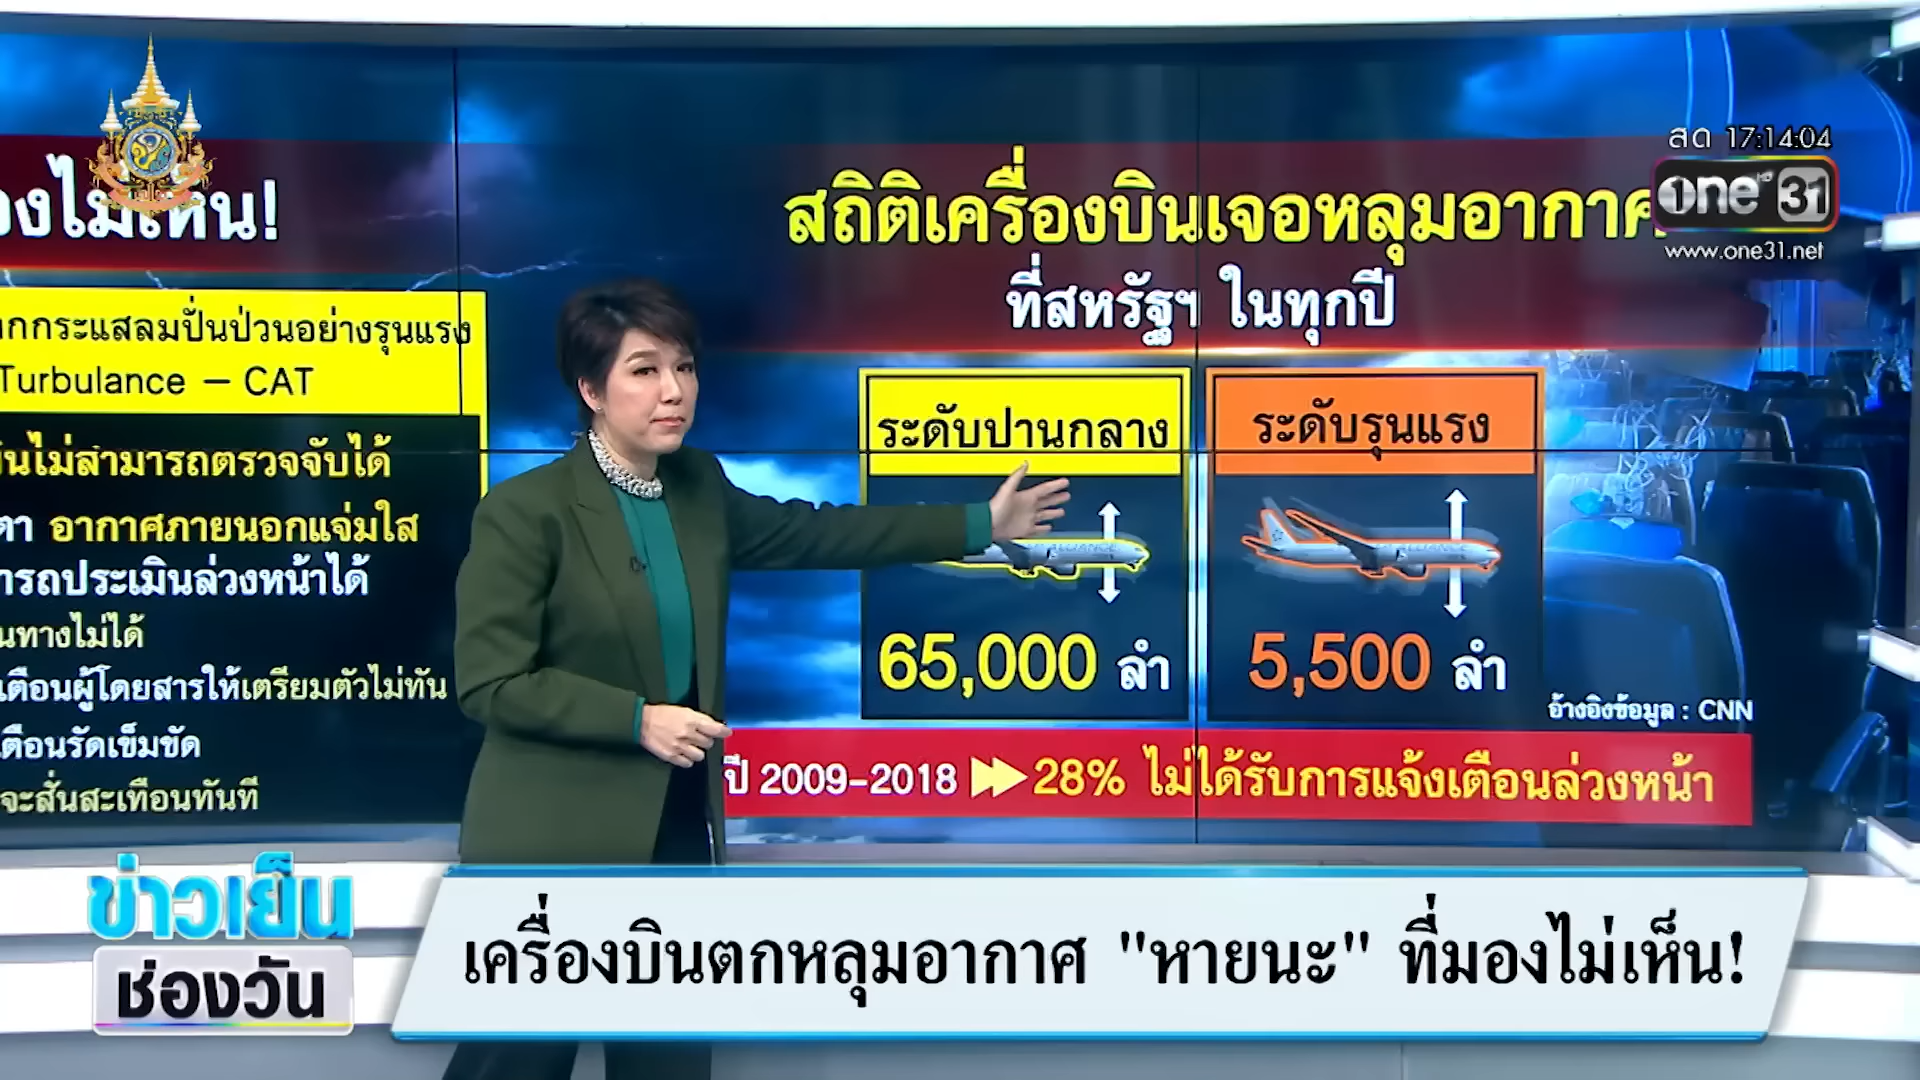 สด 17:14:04
one HD 31
www.one31.net
องไม่เห็น!
กระแสลมปั่นป่วนอย่างรุนแรง
Turbulance – CAT
ไม่สามารถตรวจจับได้
อากาศภายนอกแจ่มใส
ารถประเมินล่วงหน้าได้
นทางไม่ได้
เตือนผู้โดยสารให้เตรียมตัวไม่ทัน
เตือนรัดเข็มขัด
จะสั่นสะเทือนทันที
สถิติเครื่องบินเจอหลุมอากาศ
ที่สหรัฐฯ ในทุกปี
ระดับปานกลาง
65,000 ลำ
ระดับรุนแรง
5,500 ลำ
อ้างอิงข้อมูล : CNN
ปี 2009-2018 28% ไม่ได้รับการแจ้งเตือนล่วงหน้า
ข่าวเย็น
ช่องวัน
เครื่องบินตกหลุมอากาศ "หายนะ" ที่มองไม่เห็น!